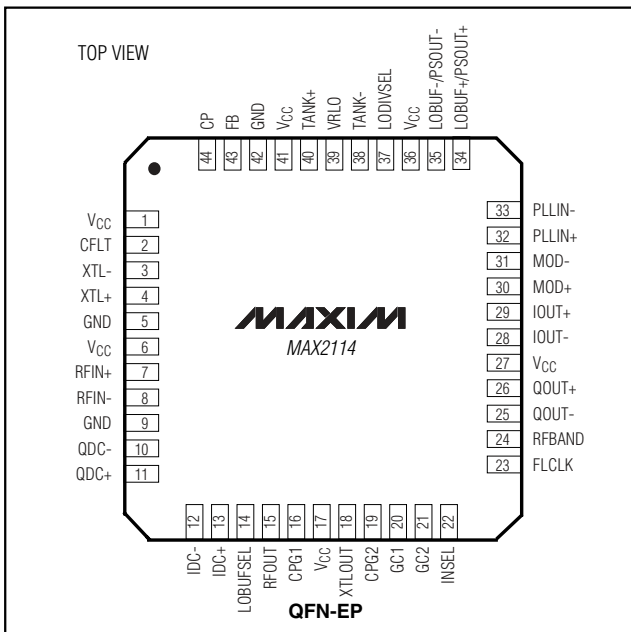 TOP VIEW
CP
FB
GND
VCC
TANK+
VRLO
TANK-
LODIVSEL
VCC
LOBUF-/PSOUT-
LOBUF+/PSOUT+
44 43 42 41 40 39 38 37 36 35 34
VCC 1
CFLT 2
XTL- 3
XTL+ 4
GND 5
VCC 6
RFIN+ 7
RFIN- 8
GND 9
QDC- 10
QDC+ 11
MAXIM
MAX2114
33 PLLIN-
32 PLLIN+
31 MOD-
30 MOD+
29 IOUT+
28 IOUT-
27 VCC
26 QOUT+
25 QOUT-
24 RFBAND
23 FLCLK
12 13 14 15 16 17 18 19 20 21 22
IDC-
IDC+
LOBUFSEL
RFOUT
CPG1
VCC
XTLOUT
CPG2
GC1
GC2
INSEL
QFN-EP